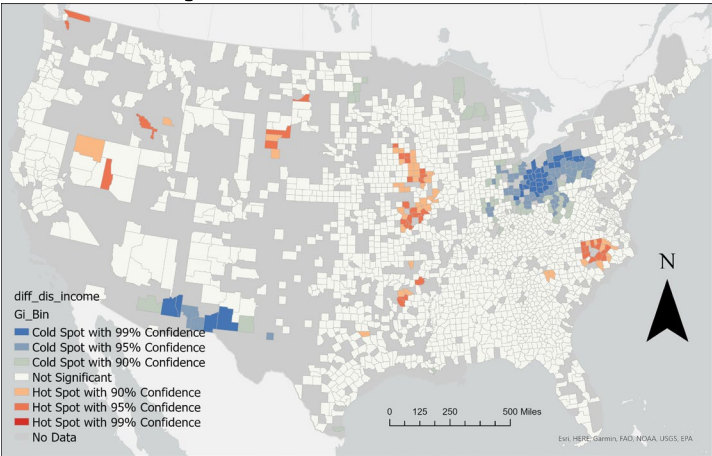 N
diff_dis_income
Gi_Bin
Cold Spot with 99% Confidence
Cold Spot with 95% Confidence
Cold Spot with 90% Confidence
Not Significant
Hot Spot with 90% Confidence
Hot Spot with 95% Confidence
Hot Spot with 99% Confidence
No Data
0 125 250 500 Miles
Esri, HERE, Garmin, FAO, NOAA, USGS, EPA